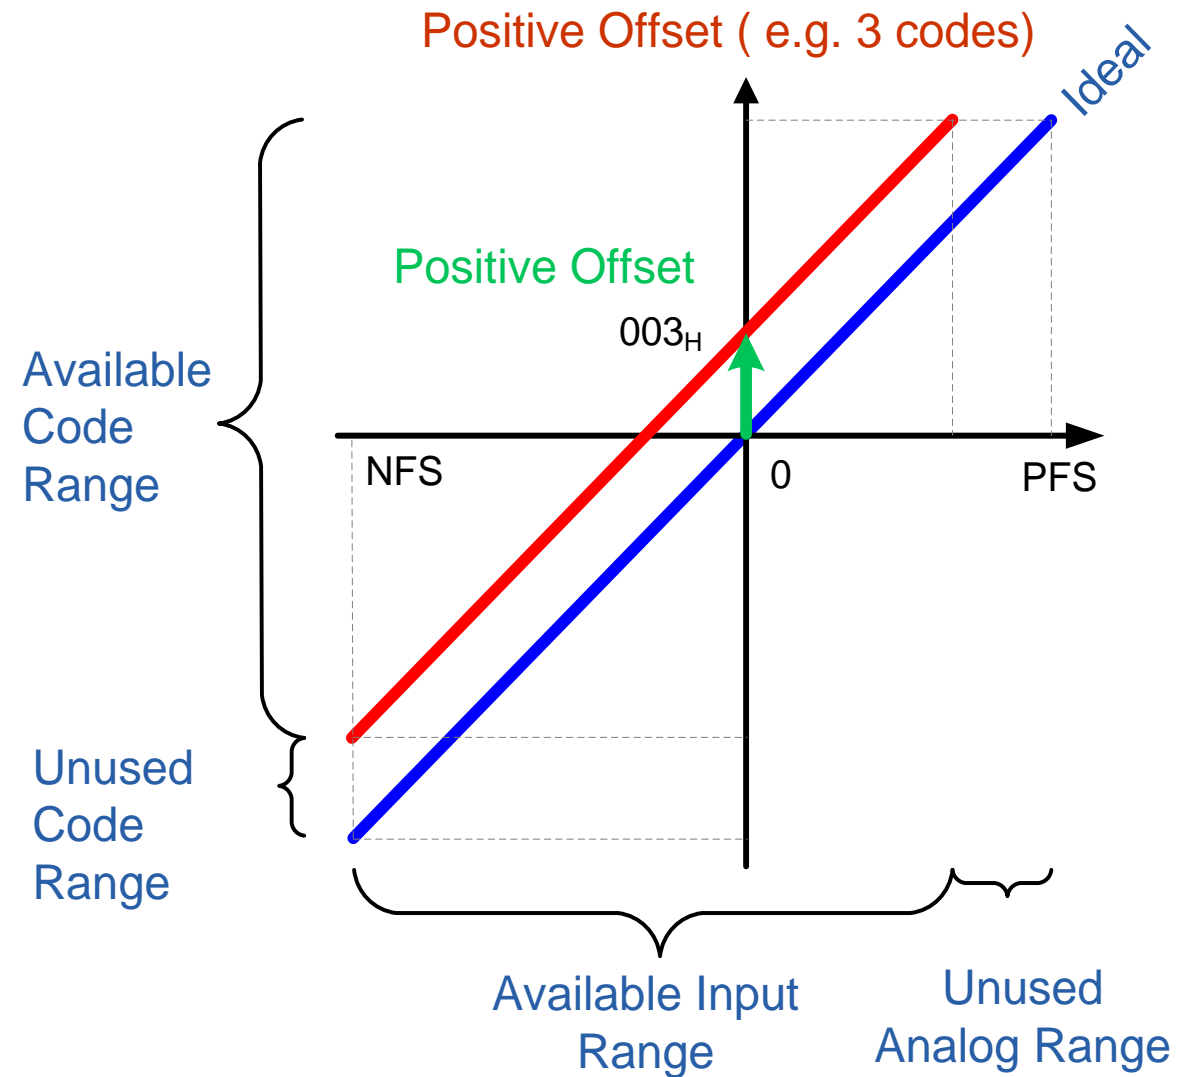 Positive Offset ( e.g. 3 codes)
Ideal
Positive Offset
003H
Available
Code
Range
NFS
0
PFS
Unused
Code
Range
Available Input
Range
Unused
Analog Range